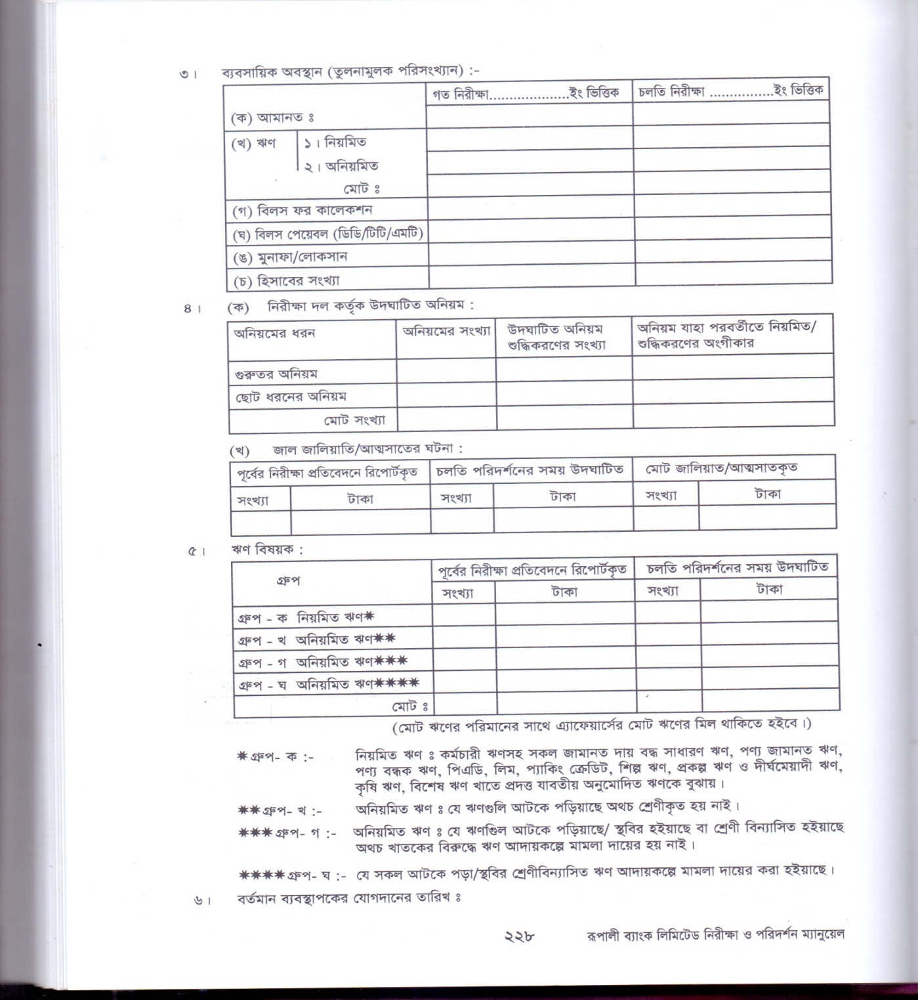 ৩। ব্যবসায়িক অবস্থান (তুলনামুলক পরিসংখ্যান) :-
গত নিরীক্ষা....................ইং ভিত্তিক চলতি নিরীক্ষা .................ইং ভিত্তিক
(ক) আমানত ঃ
(খ) ঋণ ১। নিয়মিত
২। অনিয়মিত
মোট ঃ
(গ) বিলস ফর কালেকশন
(ঘ) বিলস পেয়েবল (ডিডি/টিটি/এমটি)
(ঙ) মুনাফা/লোকসান
(চ) হিসাবের সংখ্যা
৪। (ক) নিরীক্ষা দল কর্তৃক উদঘাটিত অনিয়ম :
অনিয়মের ধরন অনিয়মের সংখ্যা উদঘাটিত অনিয়ম অনিয়ম যাহা পরবর্তীতে নিয়মিত/
শুদ্ধিকরণের সংখ্যা শুদ্ধিকরণের অংগীকার
গুরুতর অনিয়ম
ছোট ধরনের অনিয়ম
মোট সংখ্যা
(খ) জাল জালিয়াতি/আত্মসাতের ঘটনা :
পূর্বের নিরীক্ষা প্রতিবেদনে রিপোর্টকৃত চলতি পরিদর্শনের সময় উদঘাটিত মোট জালিয়াত/আত্মসাতকৃত
সংখ্যা টাকা সংখ্যা টাকা সংখ্যা টাকা
৫। ঋণ বিষয়ক :
গ্রুপ পূর্বের নিরীক্ষা প্রতিবেদনে রিপোর্টকৃত চলতি পরিদর্শনের সময় উদঘাটিত
সংখ্যা টাকা সংখ্যা টাকা
গ্রুপ - ক নিয়মিত ঋণ✷
গ্রুপ - খ অনিয়মিত ঋণ✷✷
গ্রুপ - গ অনিয়মিত ঋণ✷✷✷
গ্রুপ - ঘ অনিয়মিত ঋণ✷✷✷✷
মোট ঃ
(মোট ঋণের পরিমানের সাথে এ্যাফেয়ার্সের মোট ঋণের মিল থাকিতে হইবে।)
✷গ্রুপ- ক :- নিয়মিত ঋণ ঃ কর্মচারী ঋণসহ সকল জামানত দায় বদ্ধ সাধারণ ঋণ, পণ্য জামানত ঋণ,
পণ্য বন্ধক ঋণ, পিএডি, লিম, প্যাকিং ক্রেডিট, শিল্প ঋণ, প্রকল্প ঋণ ও দীর্ঘমেয়াদী ঋণ,
কৃষি ঋণ, বিশেষ ঋণ খাতে প্রদত্ত যাবতীয় অনুমোদিত ঋণকে বুঝায়।
✷✷গ্রুপ- খ :- অনিয়মিত ঋণ ঃ যে ঋণগুলি আটকে পড়িয়াছে অথচ শ্রেণীকৃত হয় নাই।
✷✷✷গ্রুপ- গ :- অনিয়মিত ঋণ ঃ যে ঋণগুিল আটকে পড়িয়াছে/ স্থবির হইয়াছে বা শ্রেণী বিন্যাসিত হইয়াছে
অথচ খাতকের বিরুদ্ধে ঋণ আদায়কল্পে মামলা দায়ের হয় নাই।
✷✷✷✷গ্রুপ- ঘ :- যে সকল আটকে পড়া/স্থবির শ্রেণীবিন্যাসিত ঋণ আদায়কল্পে মামলা দায়ের করা হইয়াছে।
৬। বর্তমান ব্যবস্থাপকের যোগদানের তারিখ ঃ
২২৮ রূপালী ব্যাংক লিমিটেড নিরীক্ষা ও পরিদর্শন ম্যানুয়েল